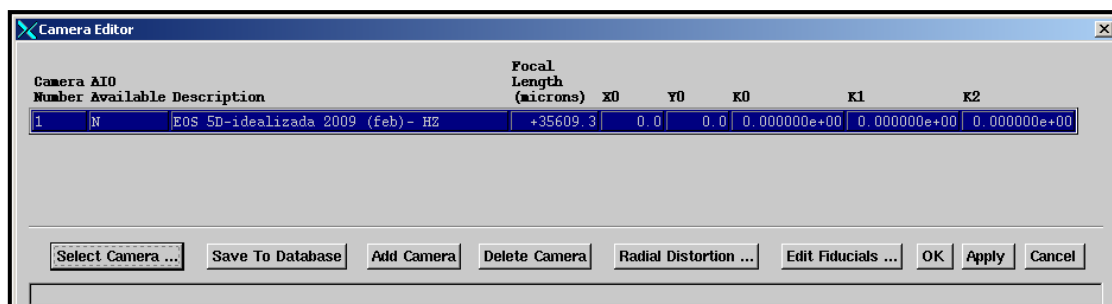 Camera Editor
Focal
Camera AIO Length
Number Available Description (microns) X0 Y0 K0 K1 K2
1 N EOS 5D-idealizada 2009 (feb)- HZ +35609.3 0.0 0.0 0.000000e+00 0.000000e+00 0.000000e+00
Select Camera ... Save To Database Add Camera Delete Camera Radial Distortion ... Edit Fiducials ... OK Apply Cancel